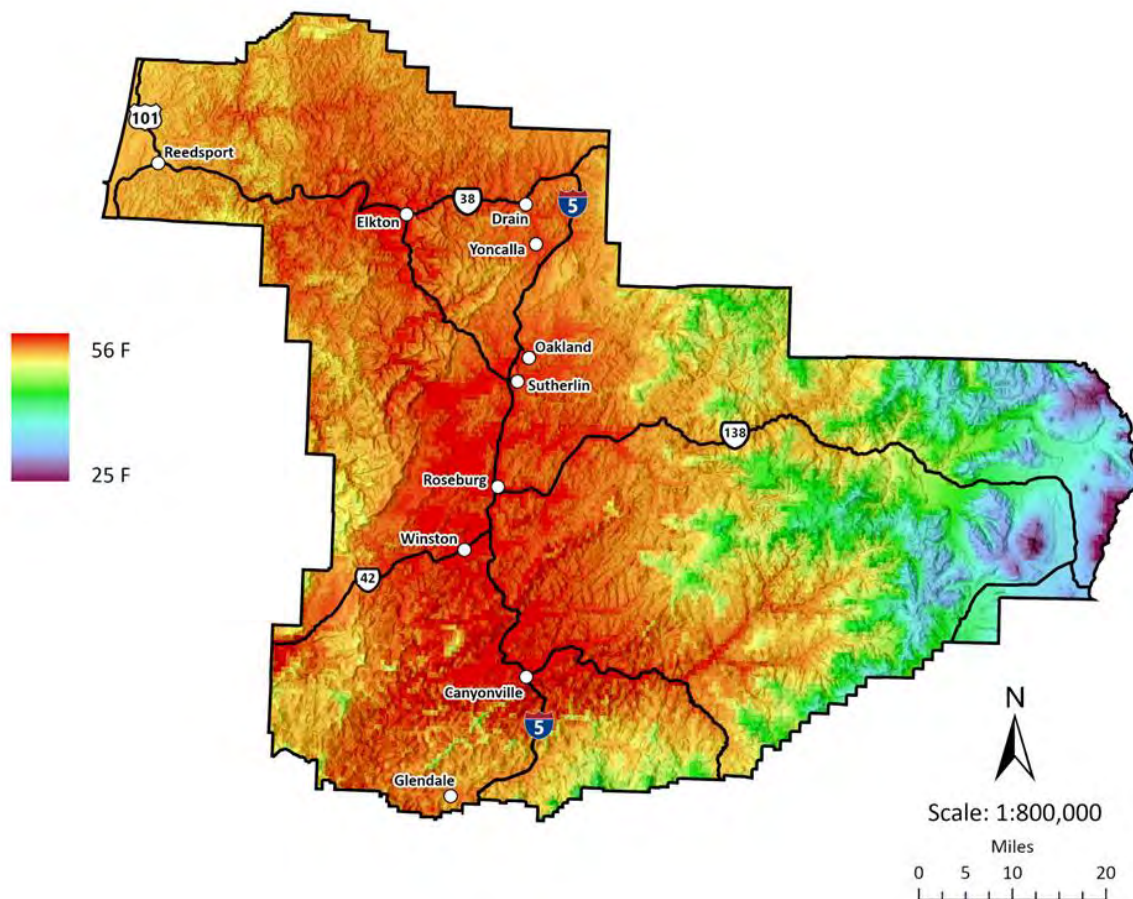 101
Reedsport
38
5
Drain
Elkton
Yoncalla
56 F
25 F
Oakland
Sutherlin
138
Roseburg
Winston
42
Canyonville
5
Glendale
N
Scale: 1:800,000
Miles
0 5 10 20